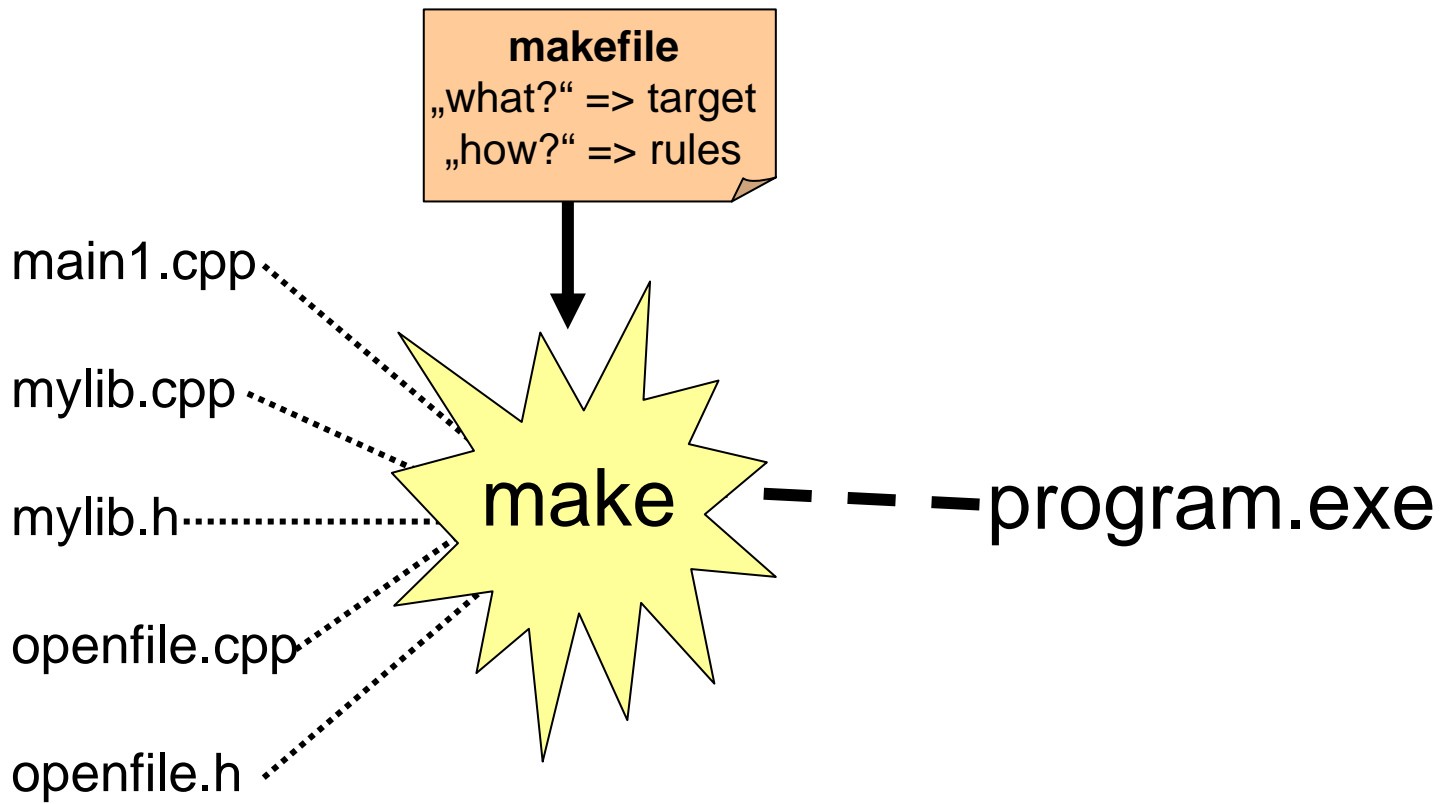 makefile
„what?“ => target
„how?“ => rules
main1.cpp
mylib.cpp
mylib.h
openfile.cpp
openfile.h
make
program.exe